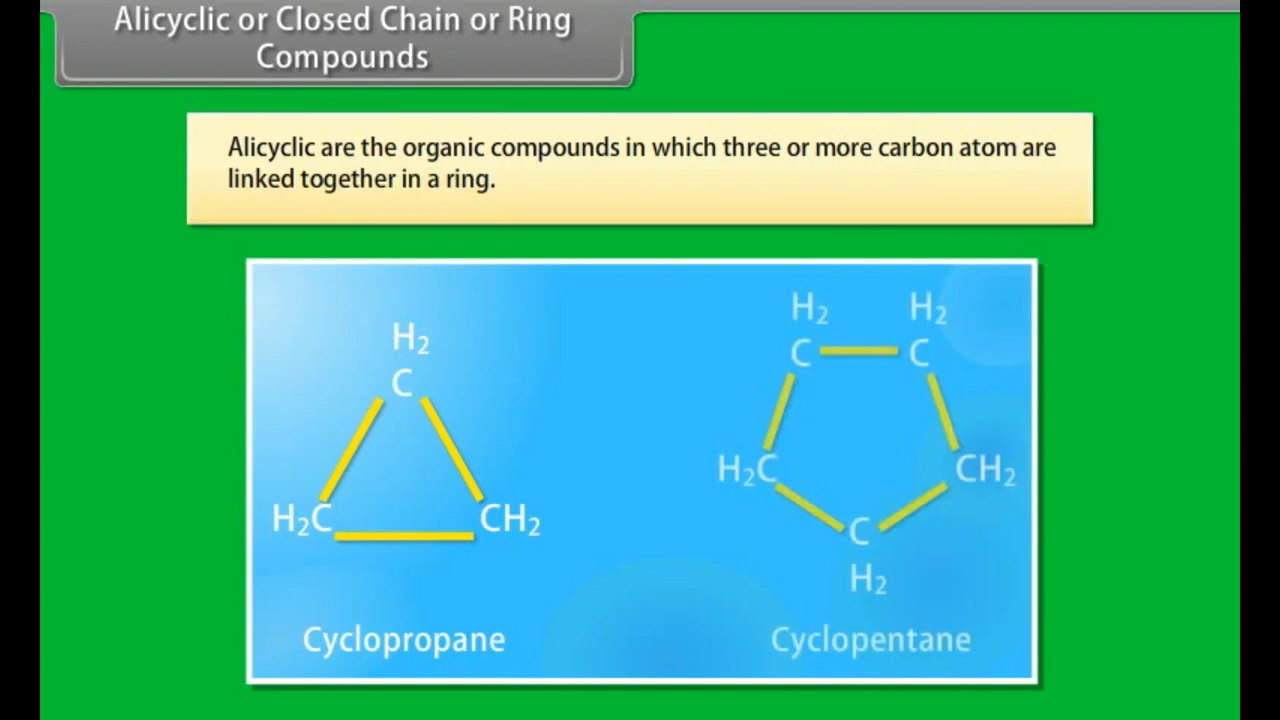 Alicyclic or Closed Chain or Ring
Compounds
Alicyclic are the organic compounds in which three or more carbon atom are
linked together in a ring.
H₂
C
H₂C
CH₂
Cyclopropane
H₂ H₂
C C
H₂C CH₂
C
H₂
Cyclopentane